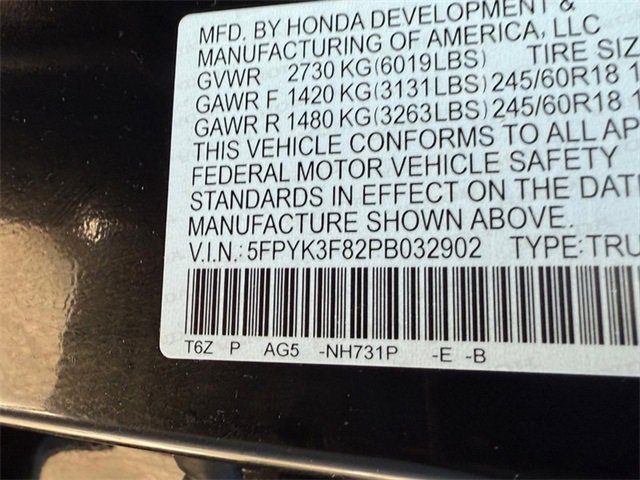 MFD. BY HONDA DEVELOPMENT &
MANUFACTURING OF AMERICA, LLC
GVWR 2730 KG(6019LBS) TIRE SIZ
GAWR F 1420 KG(3131LBS) 245/60R18 1
GAWR R 1480 KG(3263LBS) 245/60R18 1
THIS VEHICLE CONFORMS TO ALL AP
FEDERAL MOTOR VEHICLE SAFETY
STANDARDS IN EFFECT ON THE DAT
MANUFACTURE SHOWN ABOVE.
V.I.N.: 5FPYK3F82PB032902 TYPE: TRU
T6Z P AG5 -NH731P -E -B